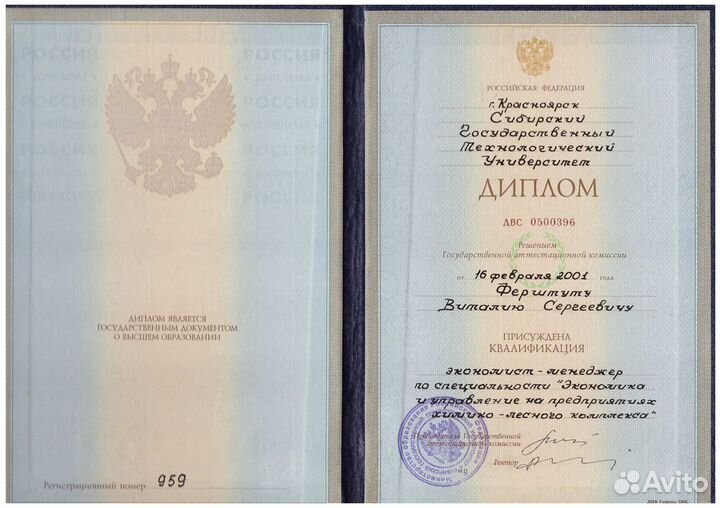 РОССИЯ РОССИЯ
ДИПЛОМ ЯВЛЯЕТСЯ
ГОСУДАРСТВЕННЫМ ДОКУМЕНТОМ
О ВЫСШЕМ ОБРАЗОВАНИИ
Регистрационный номер 959
РОССИЙСКАЯ ФЕДЕРАЦИЯ
г. Красноярск
Сибирский
Государственный
Технологический
Университет
ДИПЛОМ
ДВС 0500396
Решением
Государственной аттестационной комиссии
от 16 февраля 2001 года
Ферштуту
Виталию Сергеевичу
ПРИСУЖДЕНА
КВАЛИФИКАЦИЯ
экономист - менеджер
по специальности "Экономика
и управление на предприятиях
химико - лесного комплекса"
Председатель Государственной
аттестационной комиссии
Ректор
Avito